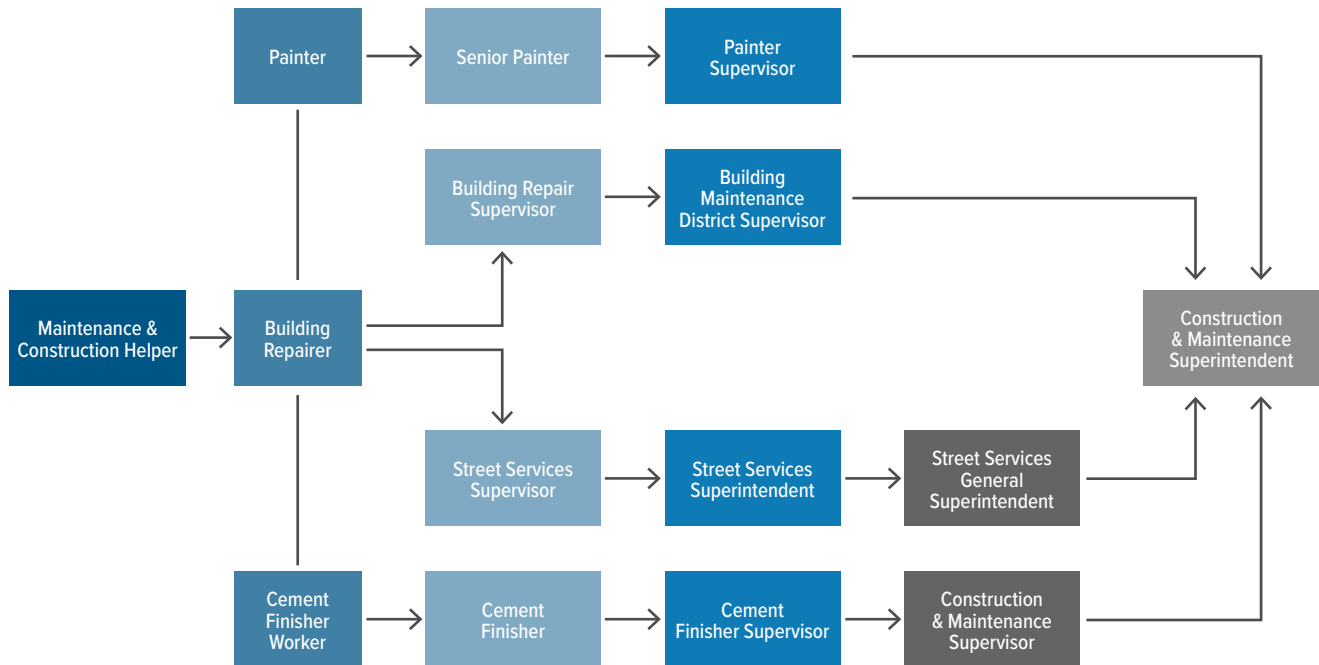 Painter
Senior Painter
Painter
Supervisor
Building Repair
Supervisor
Building
Maintenance
District Supervisor
Maintenance &
Construction Helper
Building
Repairer
Construction
& Maintenance
Superintendent
Street Services
Supervisor
Street Services
Superintendent
Street Services
General
Superintendent
Cement
Finisher
Worker
Cement
Finisher
Cement
Finisher Supervisor
Construction
& Maintenance
Supervisor